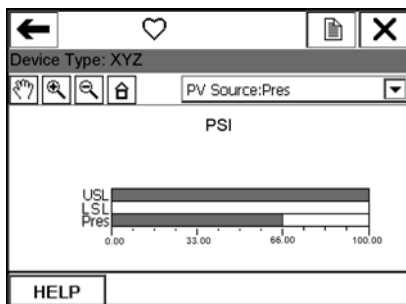 Device Type: XYZ
PV Source:Pres
PSI
USL
LSL
Pres
0.00 33.00 66.00 100.00
HELP